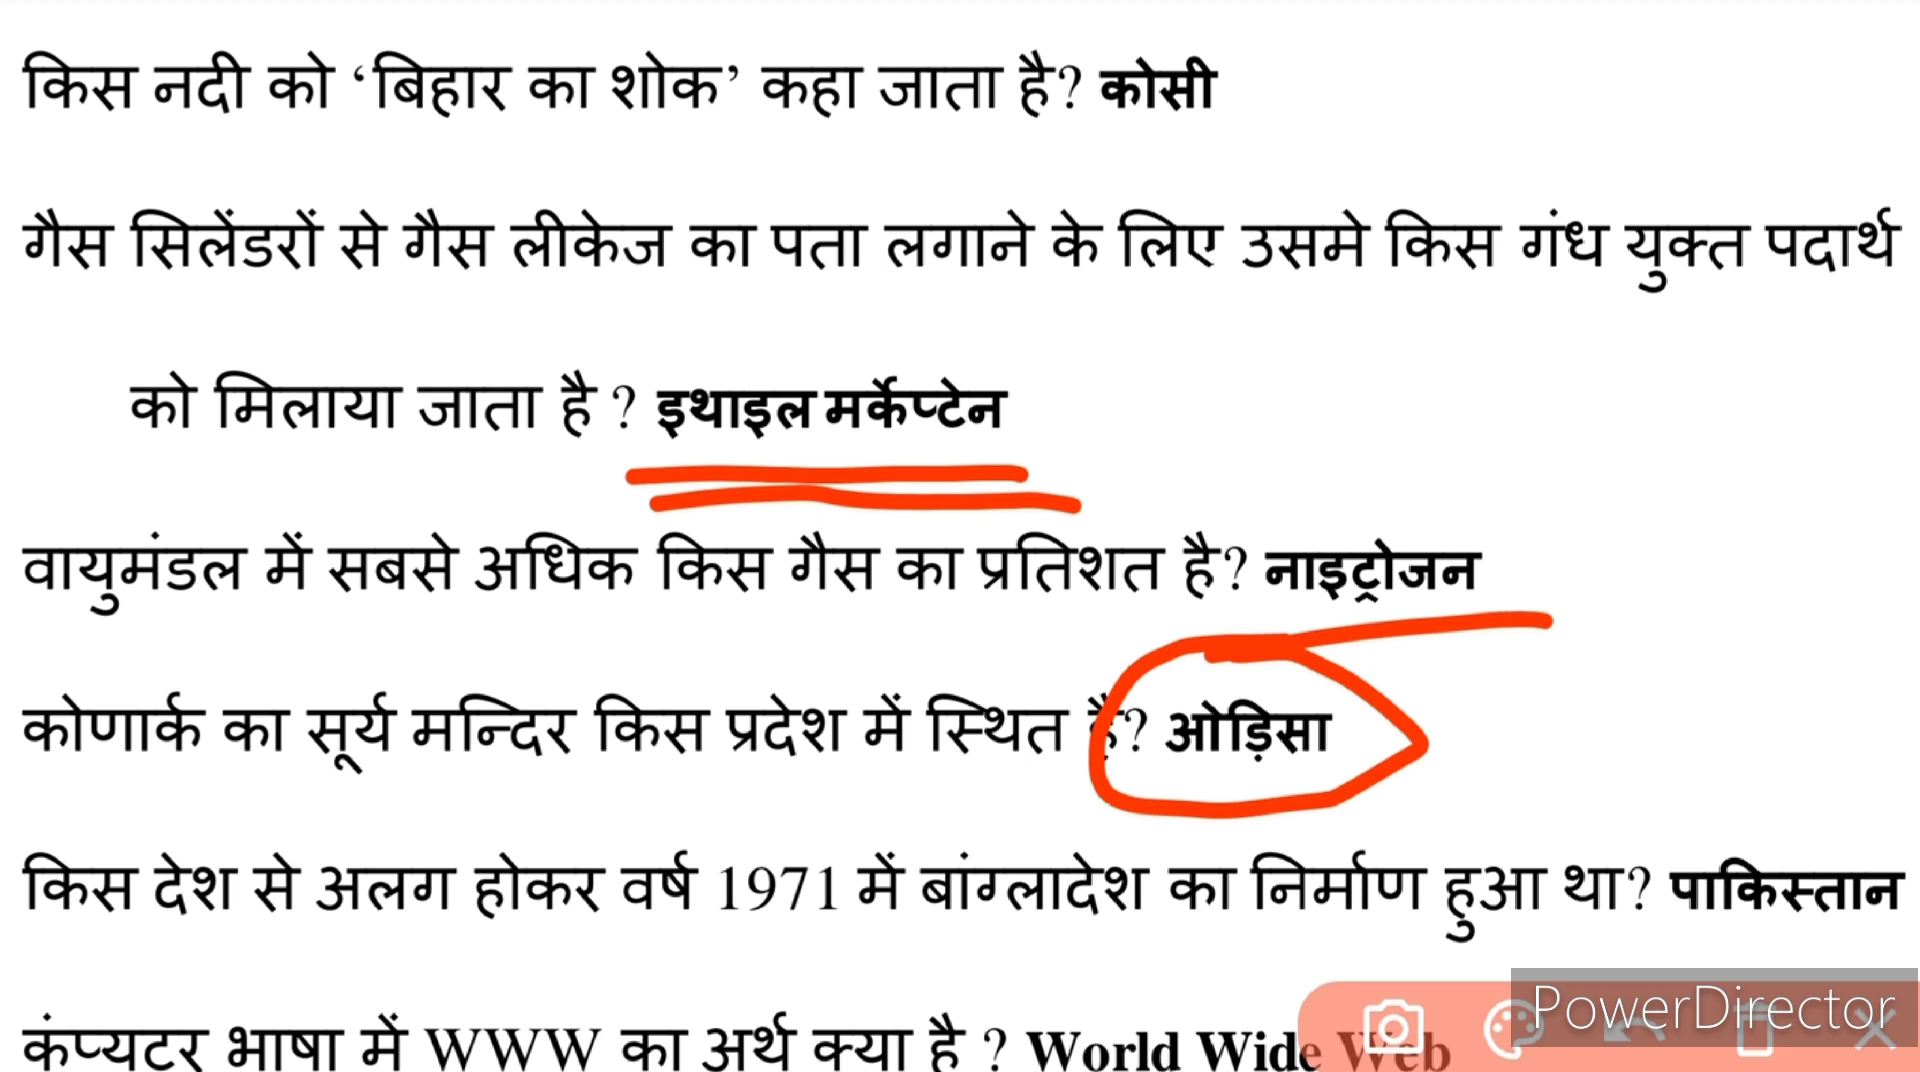 किस नदी को ‘बिहार का शोक’ कहा जाता है? कोसी
गैस सिलेंडरों से गैस लीकेज का पता लगाने के लिए उसमे किस गंध युक्त पदार्थ
को मिलाया जाता है ? इथाइल मर्केप्टेन
वायुमंडल में सबसे अधिक किस गैस का प्रतिशत है? नाइट्रोजन
कोणार्क का सूर्य मन्दिर किस प्रदेश में स्थित है? ओड़िसा
किस देश से अलग होकर वर्ष 1971 में बांग्लादेश का निर्माण हुआ था? पाकिस्तान
PowerDirector
कंप्यटर भाषा में WWW का अर्थ क्या है ? World Wide Web